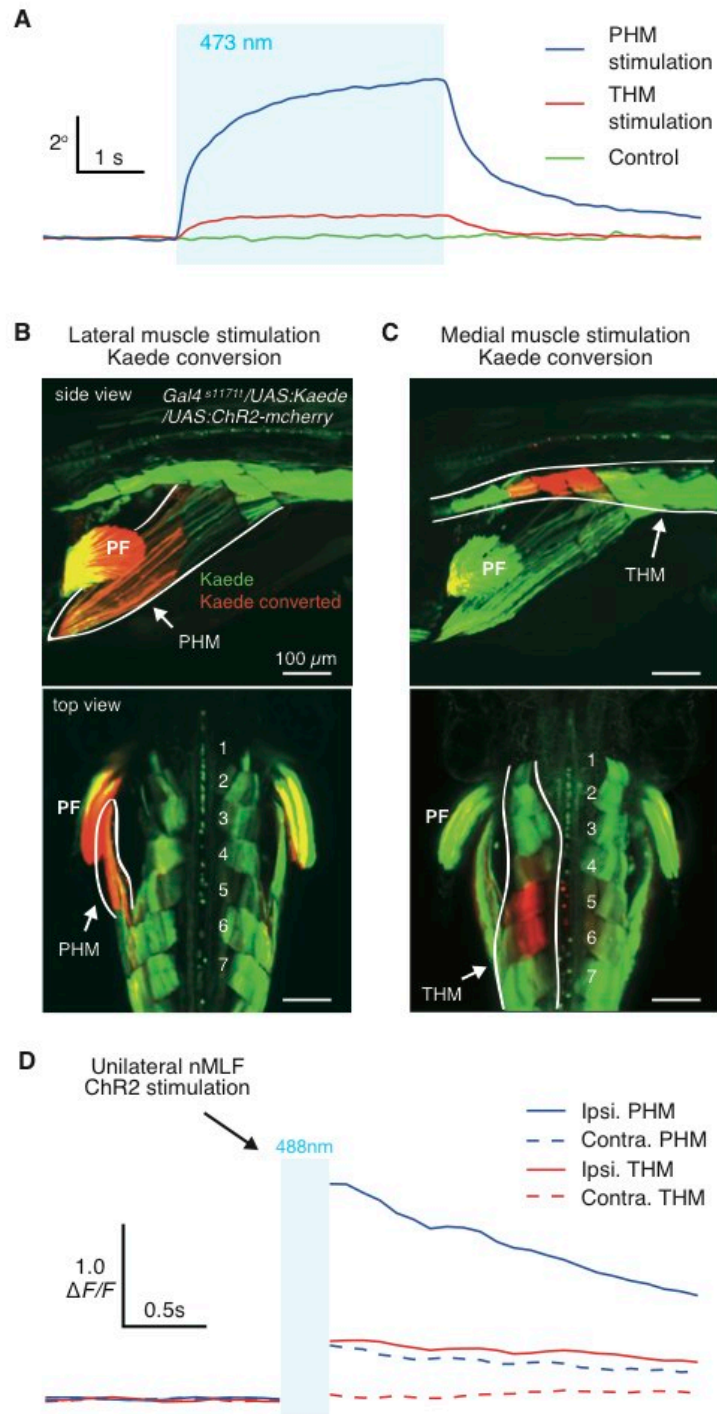 A
473 nm
PHM
stimulation
THM
stimulation
Control
2°
1 s
B
Lateral muscle stimulation
Kaede conversion
side view
Gal4 s1171t/UAS:Kaede
/UAS:ChR2-mcherry
PF
Kaede
Kaede converted
PHM
100 µm
top view
1
2
PF
3
4
5
PHM
6
7
C
Medial muscle stimulation
Kaede conversion
PF
THM
1
2
PF
3
4
5
6
THM
7
D
Unilateral nMLF
ChR2 stimulation
488nm
Ipsi. PHM
Contra. PHM
Ipsi. THM
Contra. THM
1.0
ΔF/F
0.5s